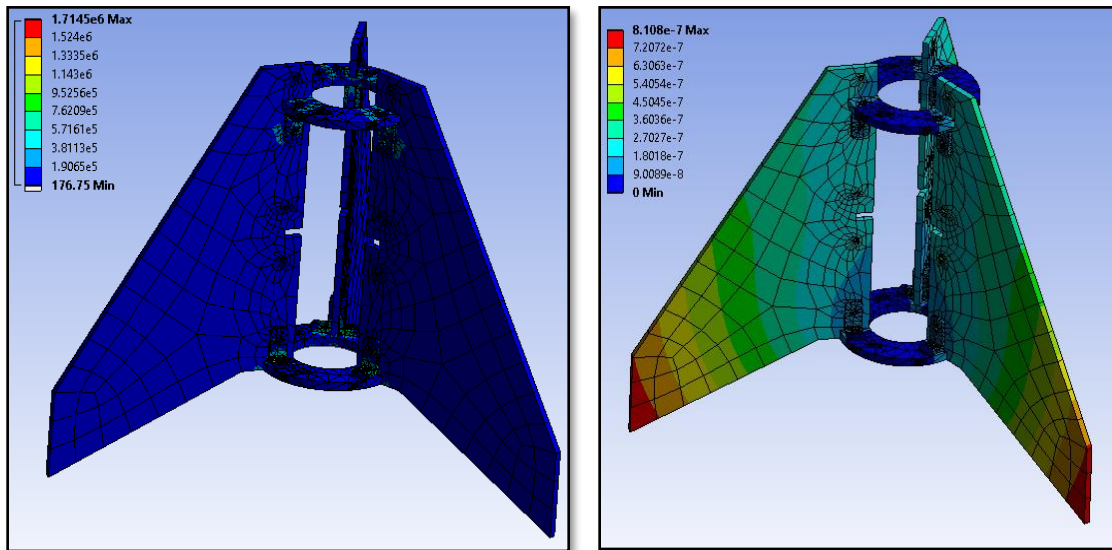 1.7145e6 Max
1.524e6
1.3335e6
1.143e6
9.5256e5
7.6209e5
5.7161e5
3.8113e5
1.9065e5
176.75 Min
8.108e-7 Max
7.2072e-7
6.3063e-7
5.4054e-7
4.5045e-7
3.6036e-7
2.7027e-7
1.8018e-7
9.0089e-8
0 Min